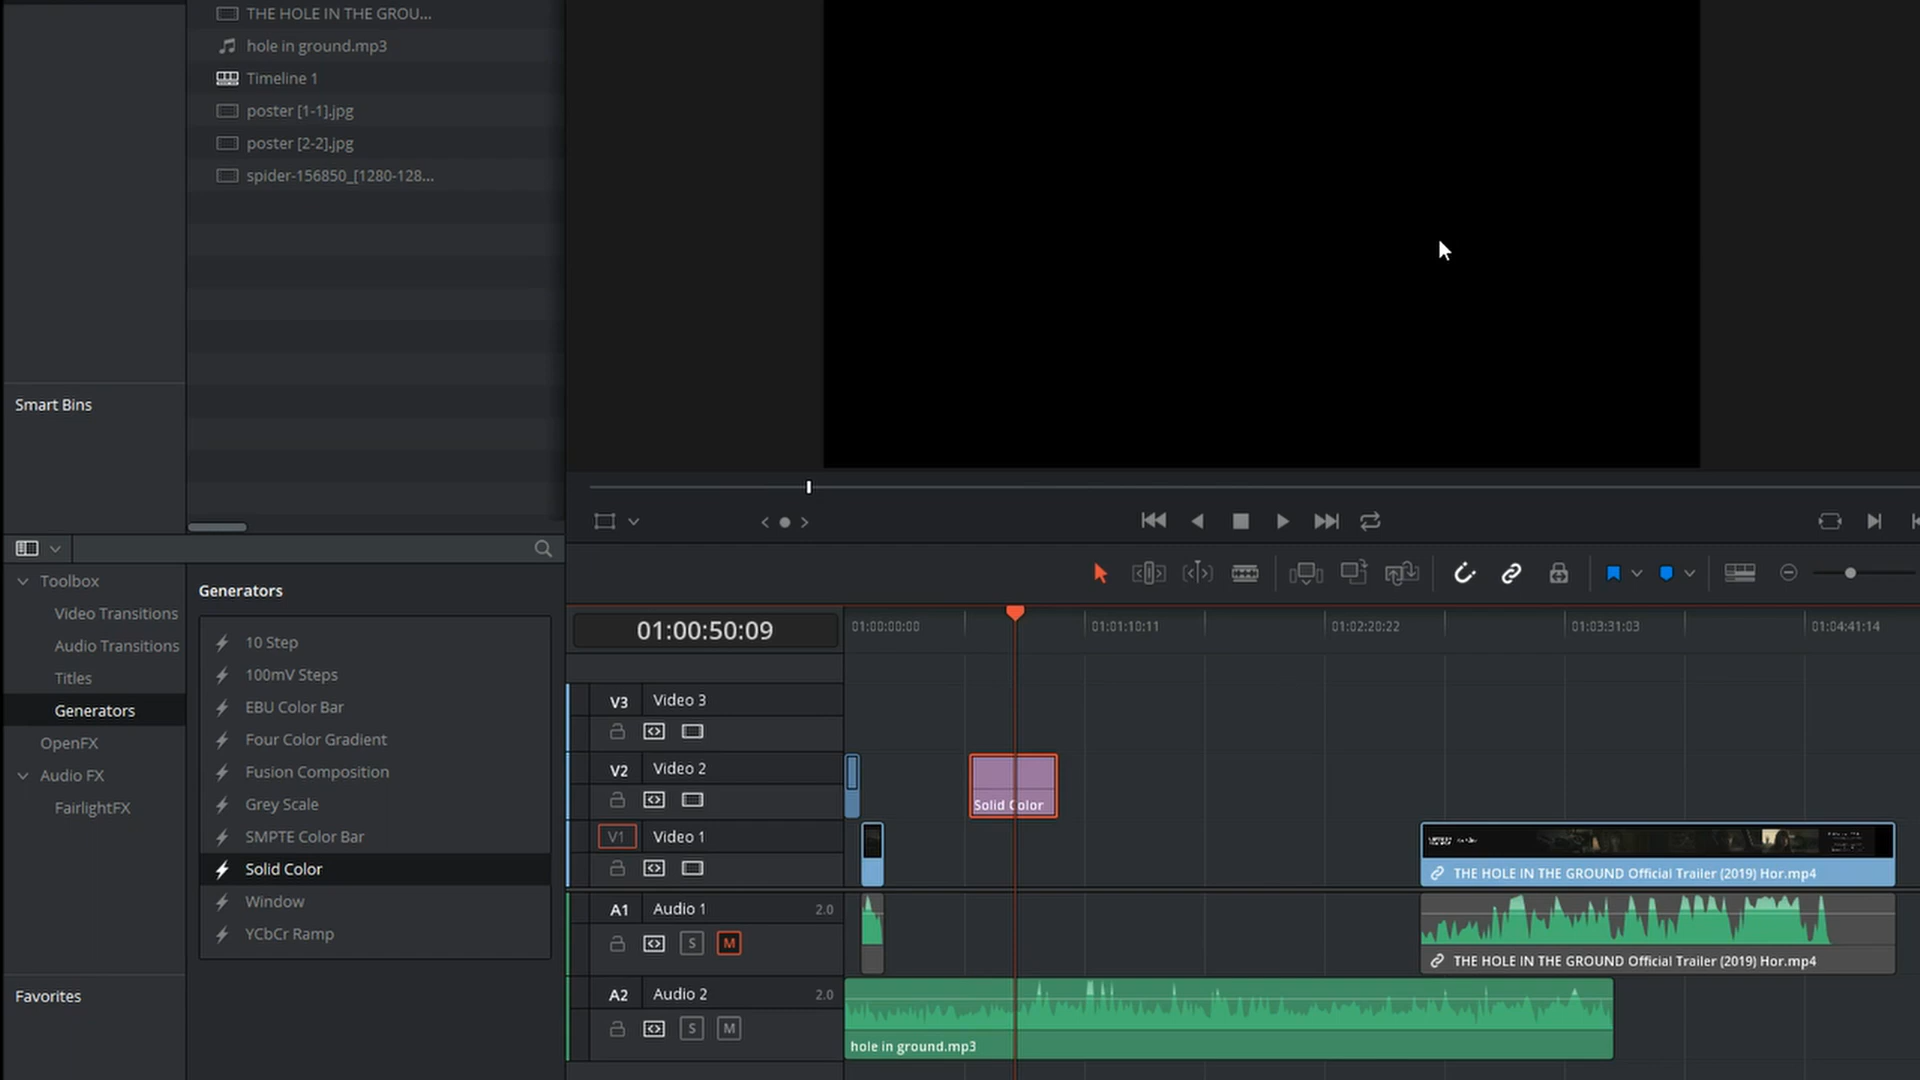 THE HOLE IN THE GROU...
hole in ground.mp3
Timeline 1
poster [1-1].jpg
poster [2-2].jpg
spider-156850_[1280-128...
Smart Bins
Toolbox
Video Transitions
Audio Transitions
Titles
Generators
OpenFX
Audio FX
FairlightFX
Favorites
Generators
10 Step
100mV Steps
EBU Color Bar
Four Color Gradient
Fusion Composition
Grey Scale
SMPTE Color Bar
Solid Color
Window
YCbCr Ramp
01:00:50:09
01:00:00:00
01:01:10:11
01:02:20:22
01:03:31:03
01:04:41:14
V3 Video 3
V2 Video 2
Solid Color
V1 Video 1
THE HOLE IN THE GROUND Official Trailer (2019) Hor.mp4
A1 Audio 1 2.0
S M
THE HOLE IN THE GROUND Official Trailer (2019) Hor.mp4
A2 Audio 2 2.0
S M
hole in ground.mp3